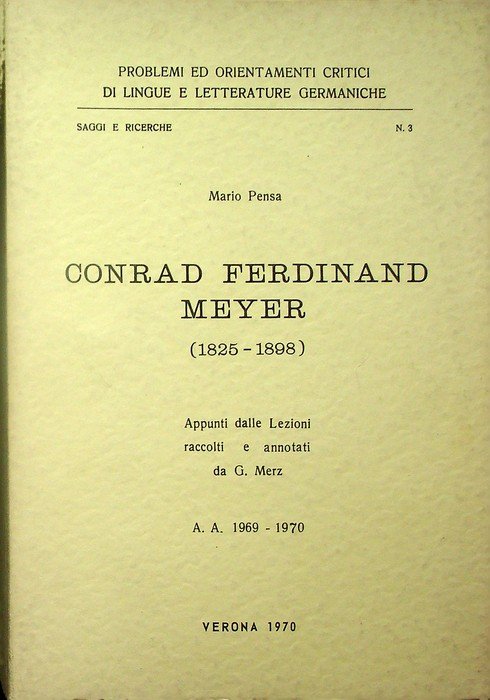 PROBLEMI ED ORIENTAMENTI CRITICI
DI LINGUE E LETTERATURE GERMANICHE
SAGGI E RICERCHE N. 3
Mario Pensa
CONRAD FERDINAND
MEYER
(1825-1898)
Appunti dalle Lezioni
raccolti e annotati
da G. Merz
A. A. 1969 - 1970
VERONA 1970